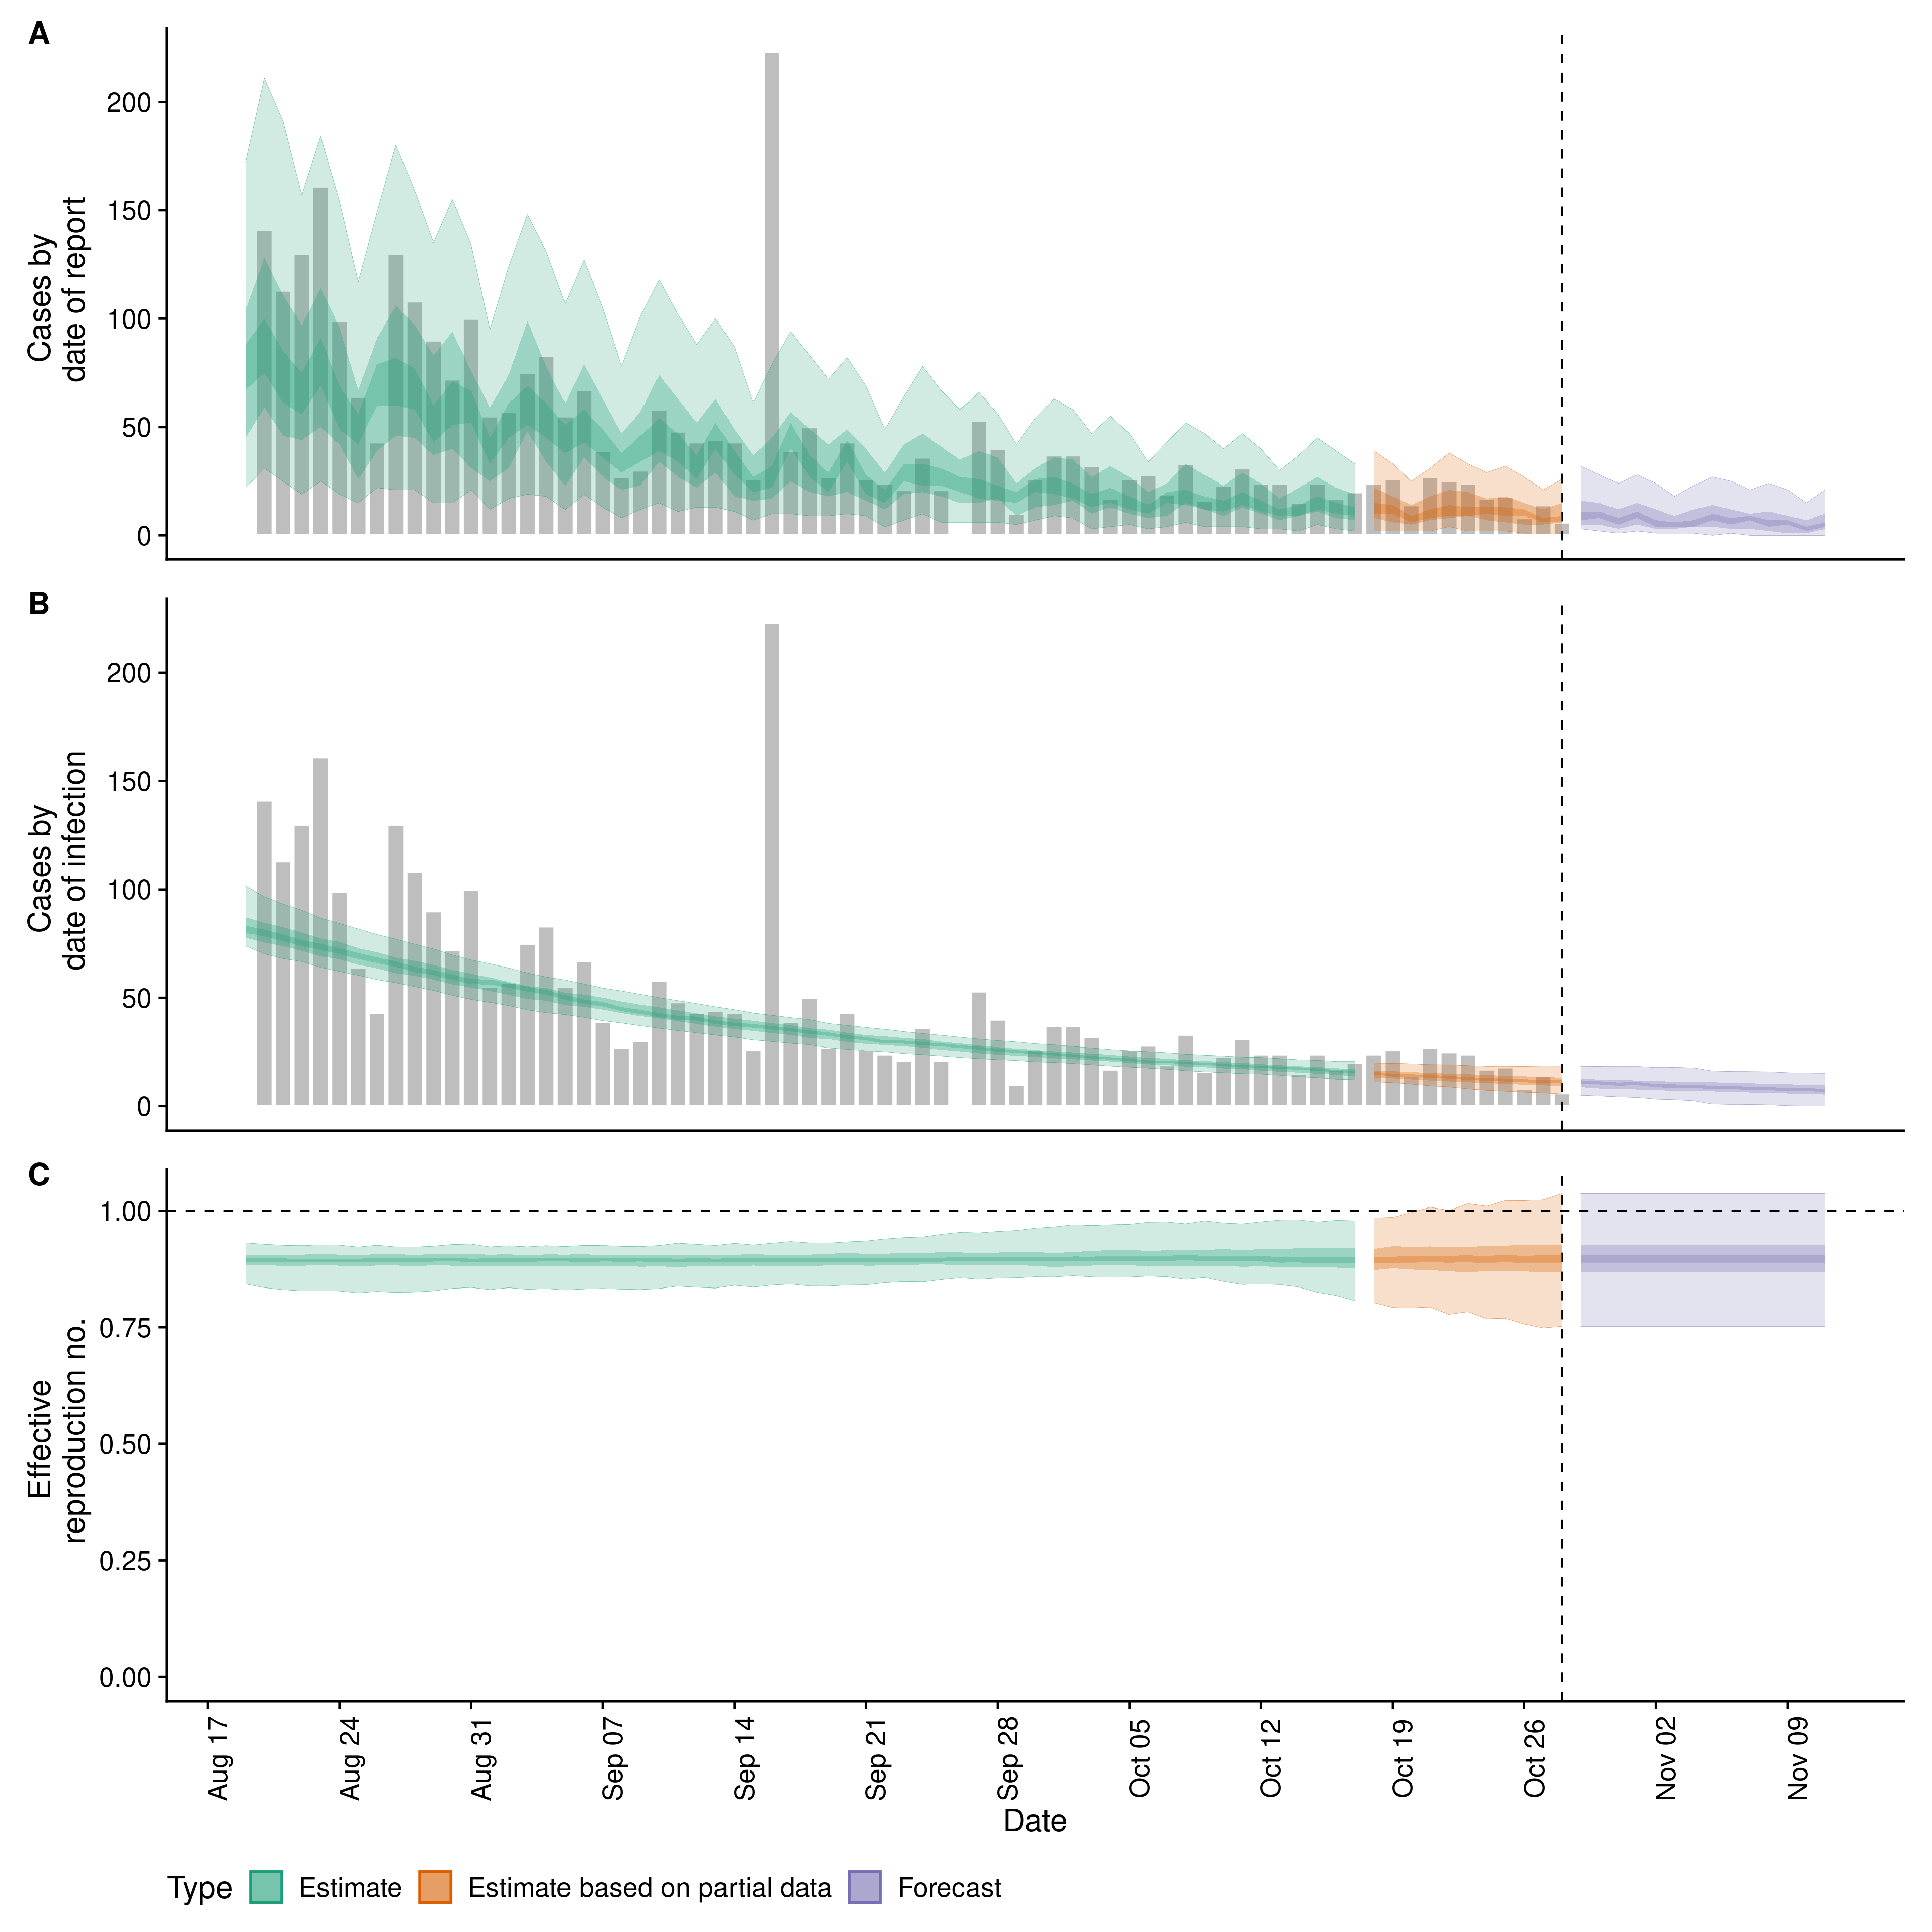 A
Cases by
date of report
200
150
100
50
0
B
Cases by
date of infection
200
150
100
50
0
C
Effective
reproduction no.
1.00
0.75
0.50
0.25
0.00
Aug 17
Aug 24
Aug 31
Sep 07
Sep 14
Sep 21
Sep 28
Oct 05
Oct 12
Oct 19
Oct 26
Nov 02
Nov 09
Date
Type Estimate Estimate based on partial data Forecast